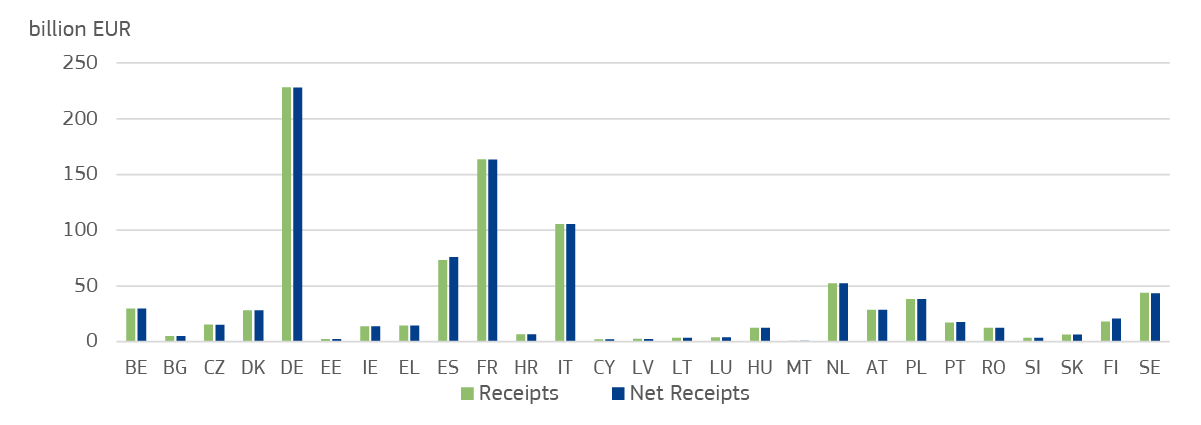 billion EUR
250
200
150
100
50
0
BE BG CZ DK DE EE IE EL ES FR HR IT CY LV LT LU HU MT NL AT PL PT RO SI SK FI SE
Receipts Net Receipts